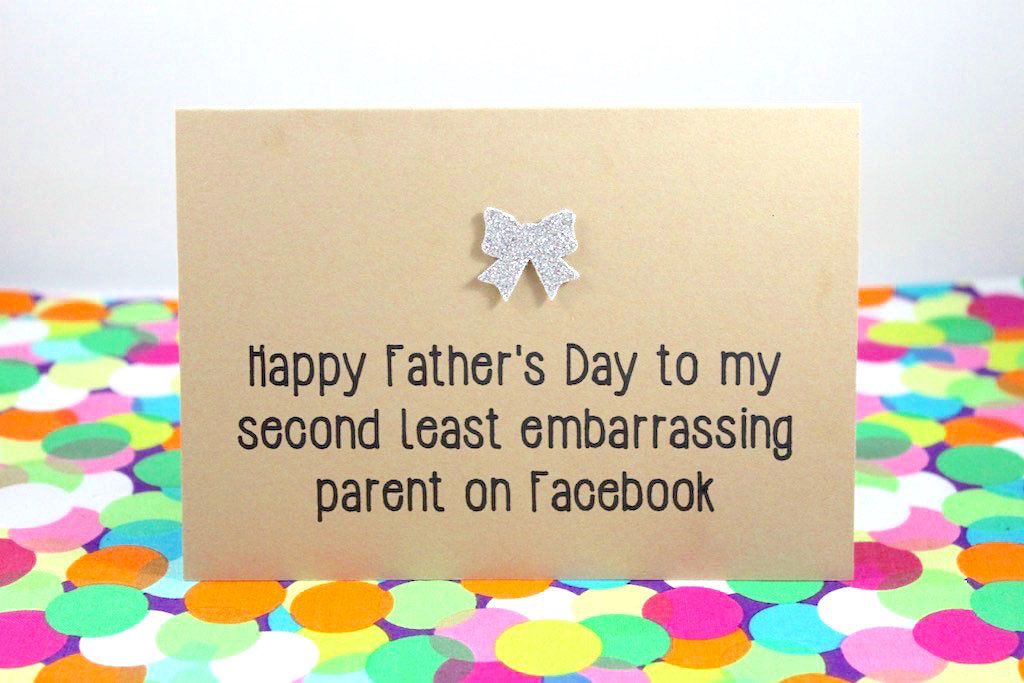 Happy Father's Day to my
second least embarrassing
parent on Facebook